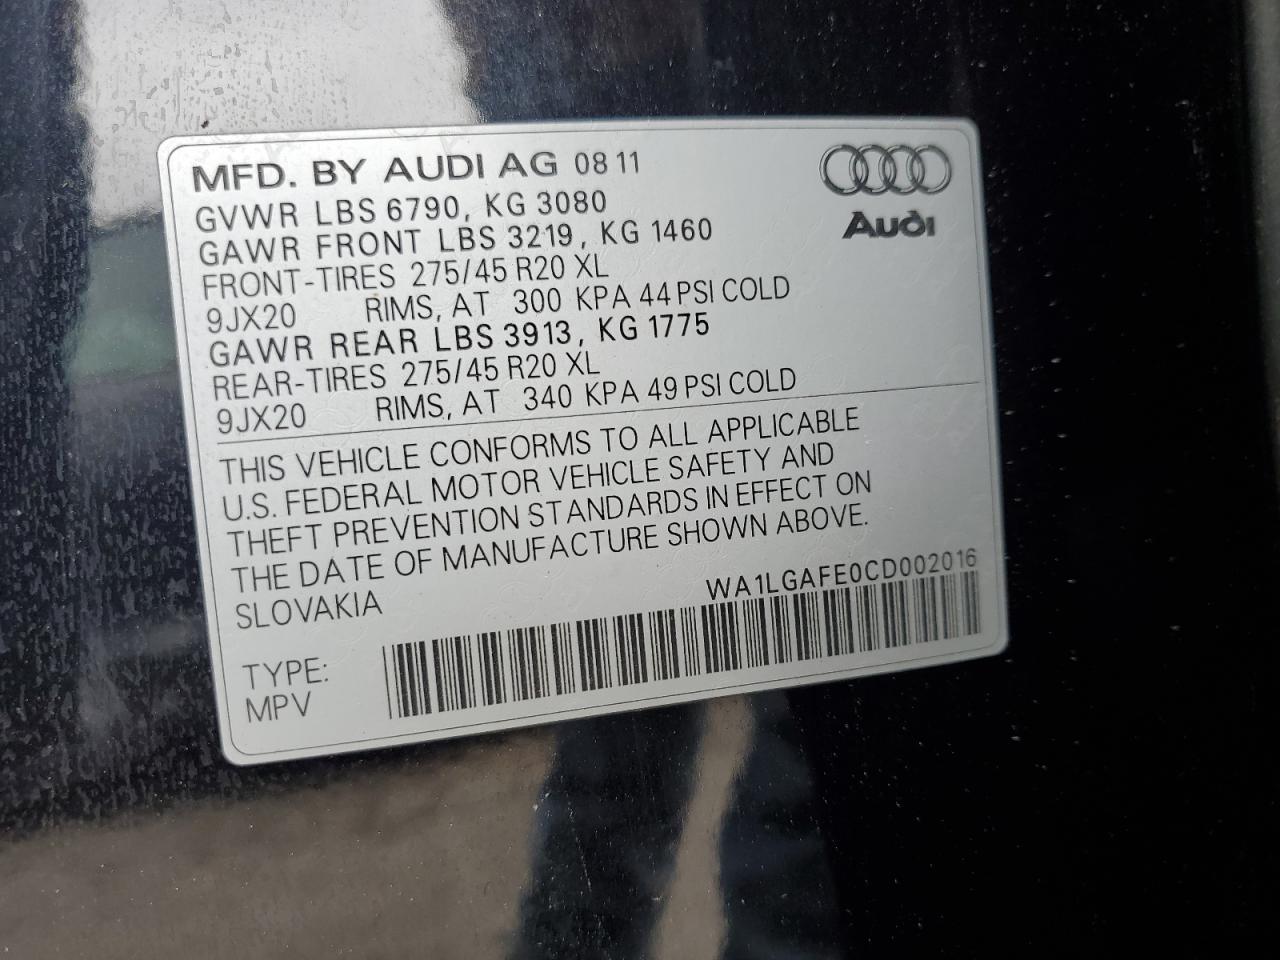 MFD. BY AUDI AG 08 11
Audi
GVWR LBS 6790, KG 3080
GAWR FRONT LBS 3219, KG 1460
FRONT-TIRES 275/45 R20 XL
9JX20 RIMS, AT 300 KPA 44 PSI COLD
GAWR REAR LBS 3913, KG 1775
REAR-TIRES 275/45 R20 XL
9JX20 RIMS, AT 340 KPA 49 PSI COLD
THIS VEHICLE CONFORMS TO ALL APPLICABLE
U.S. FEDERAL MOTOR VEHICLE SAFETY AND
THEFT PREVENTION STANDARDS IN EFFECT ON
THE DATE OF MANUFACTURE SHOWN ABOVE.
SLOVAKIA
WA1LGAFE0CD002016
TYPE:
MPV